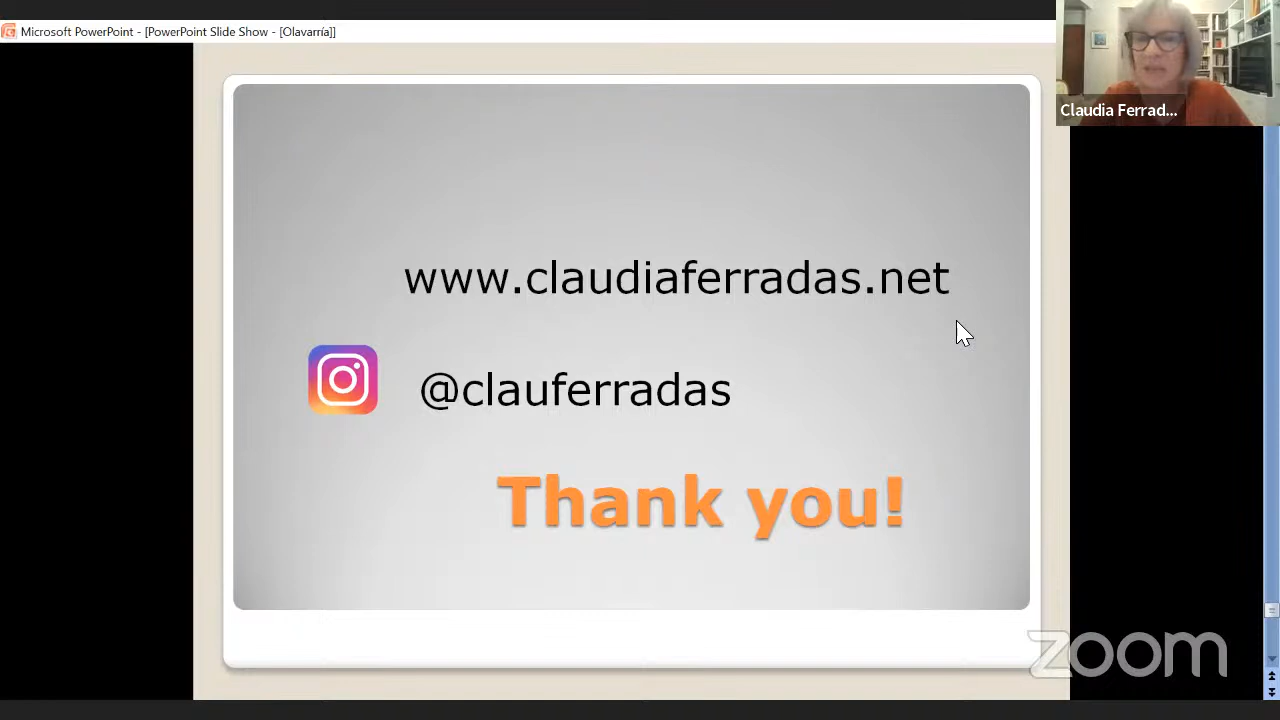 Microsoft PowerPoint - [PowerPoint Slide Show - [Olavarría]]
Claudia Ferrad...
www.claudiaferradas.net
@clauferradas
Thank you!
zoom